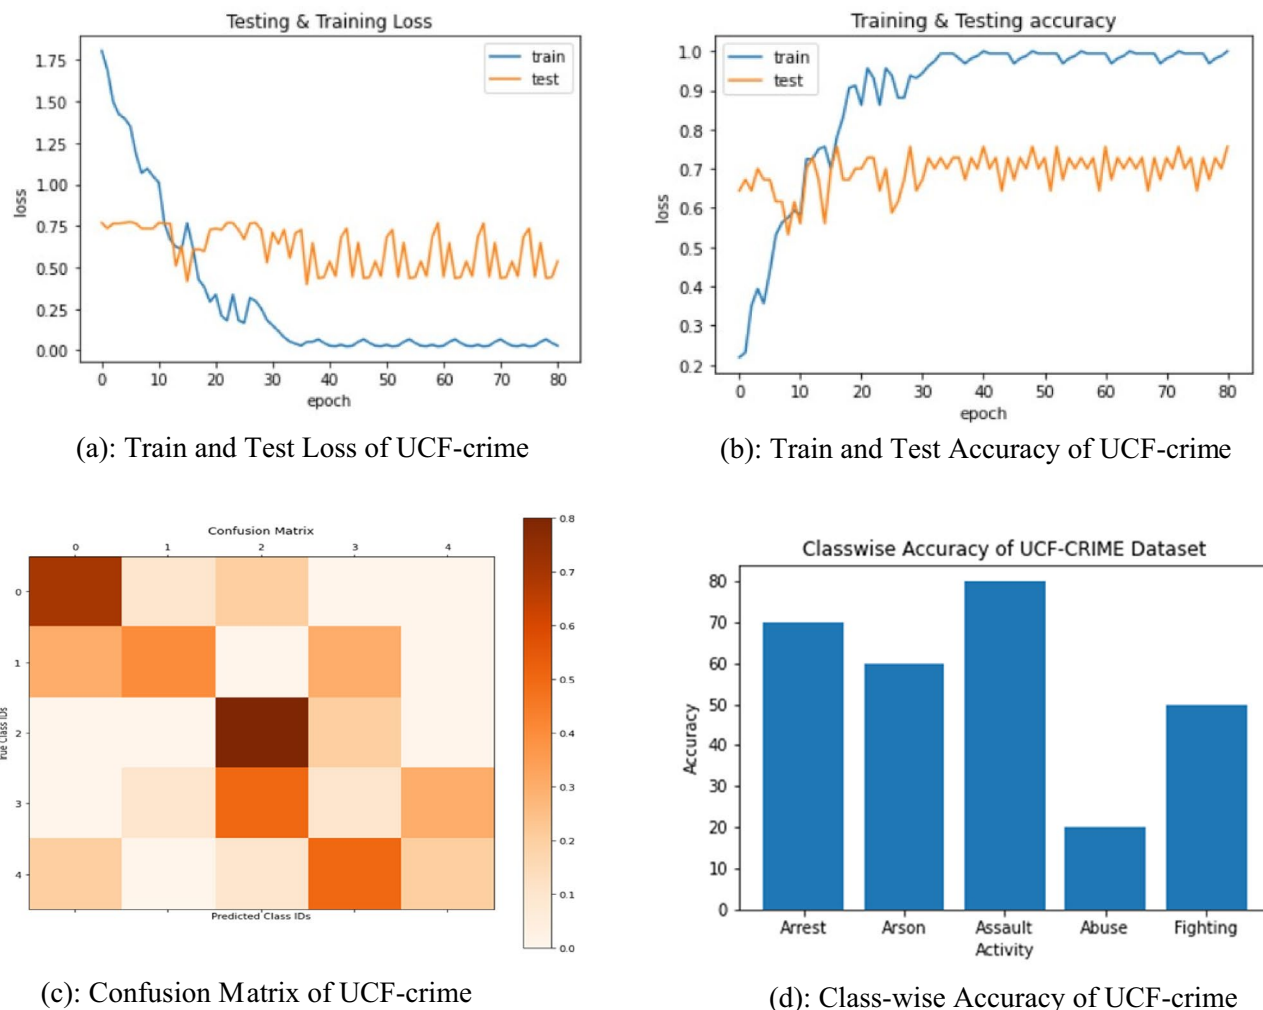 Testing & Training Loss
train
test
1.75
1.50
1.25
1.00
0.75
0.50
0.25
0.00
loss
0 10 20 30 40 50 60 70 80
epoch
(a): Train and Test Loss of UCF-crime
Training & Testing accuracy
train
test
1.0
0.9
0.8
0.7
0.6
0.5
0.4
0.3
0.2
loss
0 10 20 30 40 50 60 70 80
epoch
(b): Train and Test Accuracy of UCF-crime
Confusion Matrix
0 1 2 3 4
0
1
2
3
4
True Class IDs
Predicted Class IDs
0.8
0.7
0.6
0.5
0.4
0.3
0.2
0.1
0.0
(c): Confusion Matrix of UCF-crime
Classwise Accuracy of UCF-CRIME Dataset
80
70
60
50
40
30
20
10
0
Accuracy
Arrest Arson Assault Abuse Fighting
Activity
(d): Class-wise Accuracy of UCF-crime